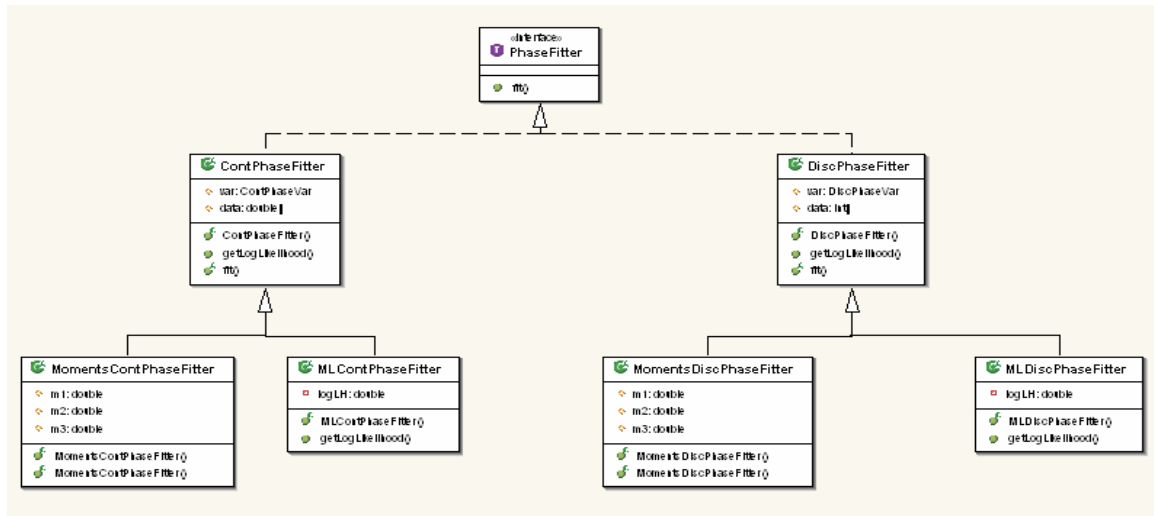 «Interface»
PhaseFitter
fit()
ContPhaseFitter
var: ContPhaseVar
data: double[]
ContPhaseFitter()
getLogLikelihood()
fit()
DiscPhaseFitter
var: DiscPhaseVar
data: int[]
DiscPhaseFitter()
getLogLikelihood()
fit()
MomentsContPhaseFitter
m1: double
m2: double
m3: double
MomentsContPhaseFitter()
MomentsContPhaseFitter()
MLContPhaseFitter
logLH: double
MLContPhaseFitter()
getLogLikelihood()
MomentsDiscPhaseFitter
m1: double
m2: double
m3: double
MomentsDiscPhaseFitter()
MomentsDiscPhaseFitter()
MLDiscPhaseFitter
logLH: double
MLDiscPhaseFitter()
getLogLikelihood()